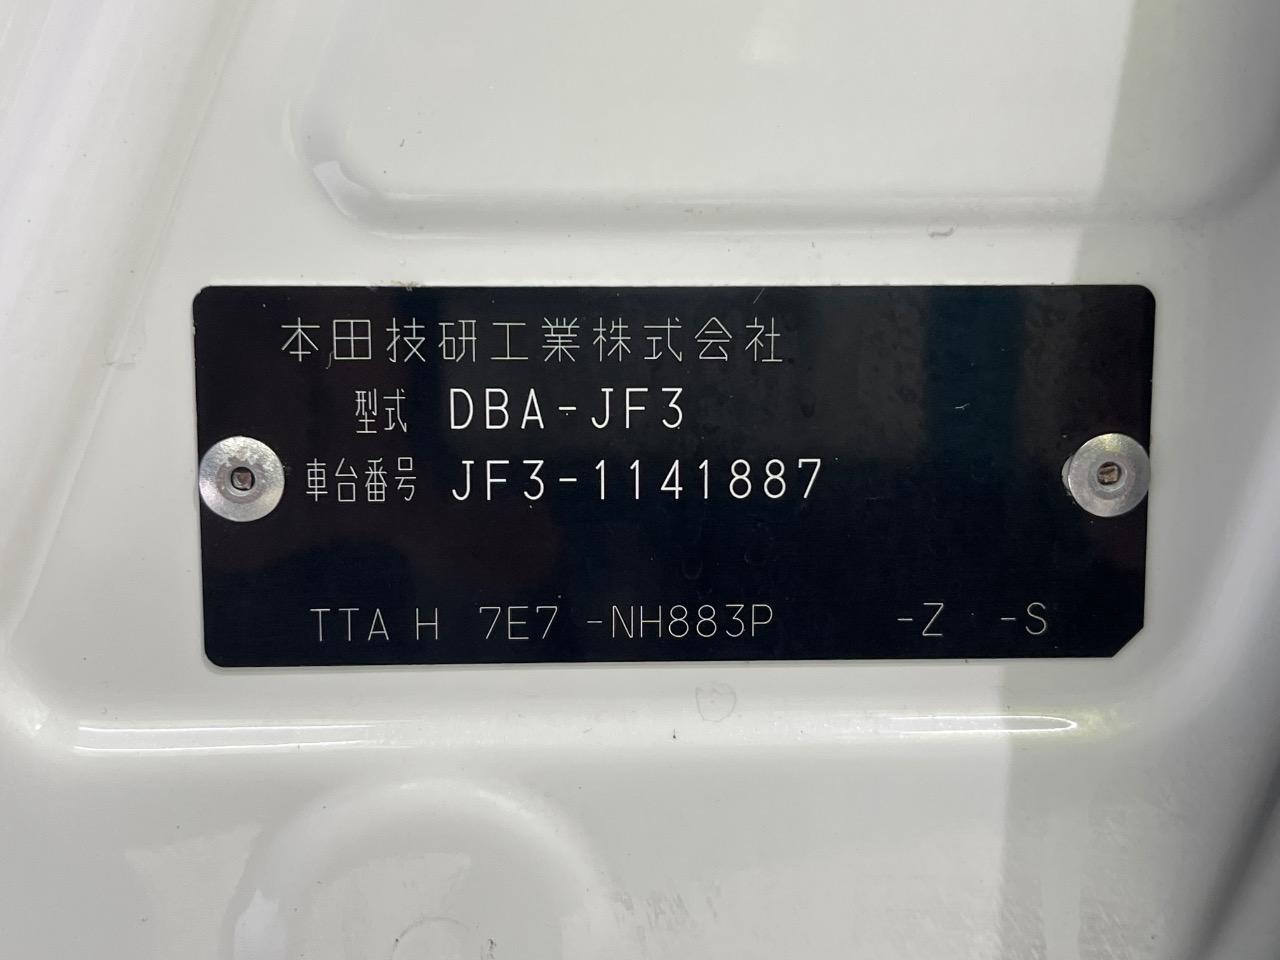 本田技研工業株式会社
型式 DBA-JF3
車台番号 JF3-1141887
TTA H 7E7 -NH883P -Z -S